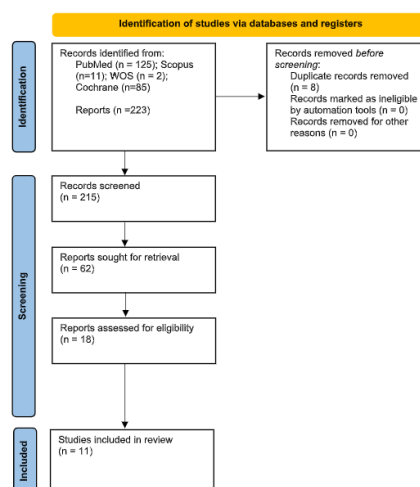 Identification of studies via databases and registers
Identification
Records identified from:
PubMed (n = 125); Scopus
(n=11); WOS (n = 2);
Cochrane (n=85)
Reports (n =223)
Records removed before
screening:
Duplicate records removed
(n = 8)
Records marked as ineligible
by automation tools (n = 0)
Records removed for other
reasons (n = 0)
Screening
Records screened
(n = 215)
Reports sought for retrieval
(n = 62)
Reports assessed for eligibility
(n = 18)
Included
Studies included in review
(n = 11)